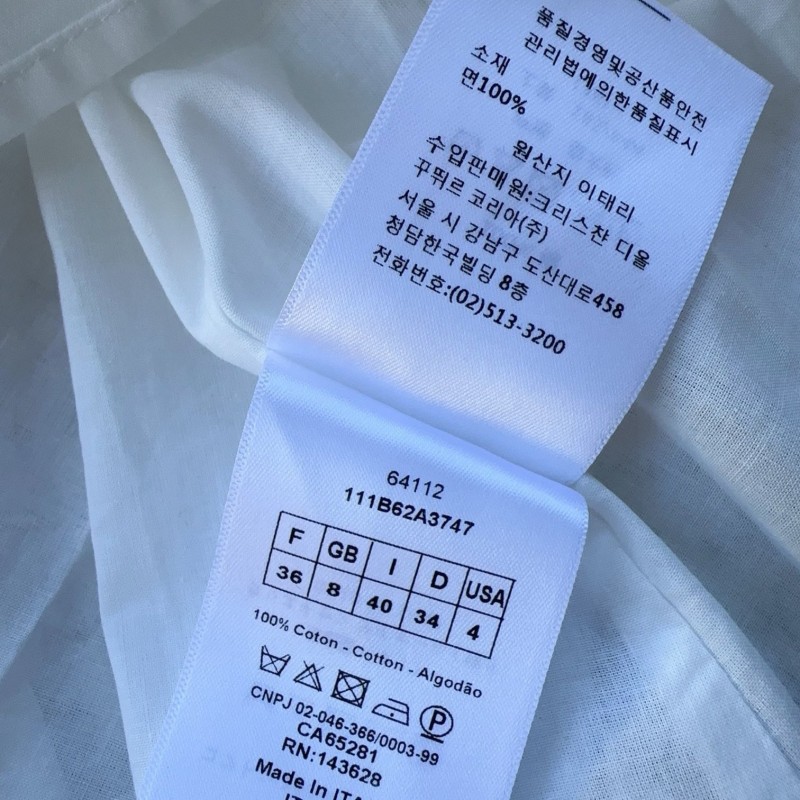 품질경영및공산품안전
관리법에의한품질표시
소재
면100%
원산지 이태리
수입판매원:크리스챤 디올
꾸뛰르 코리아(주)
서울 시 강남구 도산대로458
청담한국빌딩 8층
전화번호:(02)513-3200
64112
111B62A3747
F GB I D USA
36 8 40 34 4
100% Coton - Cotton - Algodão
P
CNPJ 02-046-366/0003-99
CA65281
RN:143628
Made in ITA